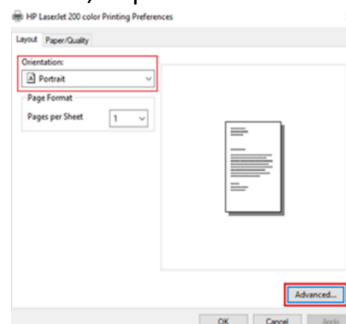 HP LaserJet 200 color Printing Preferences
Layout Paper/Quality
Orientation:
Portrait
Page Format
Pages per Sheet 1
Advanced...
OK Cancel Apply